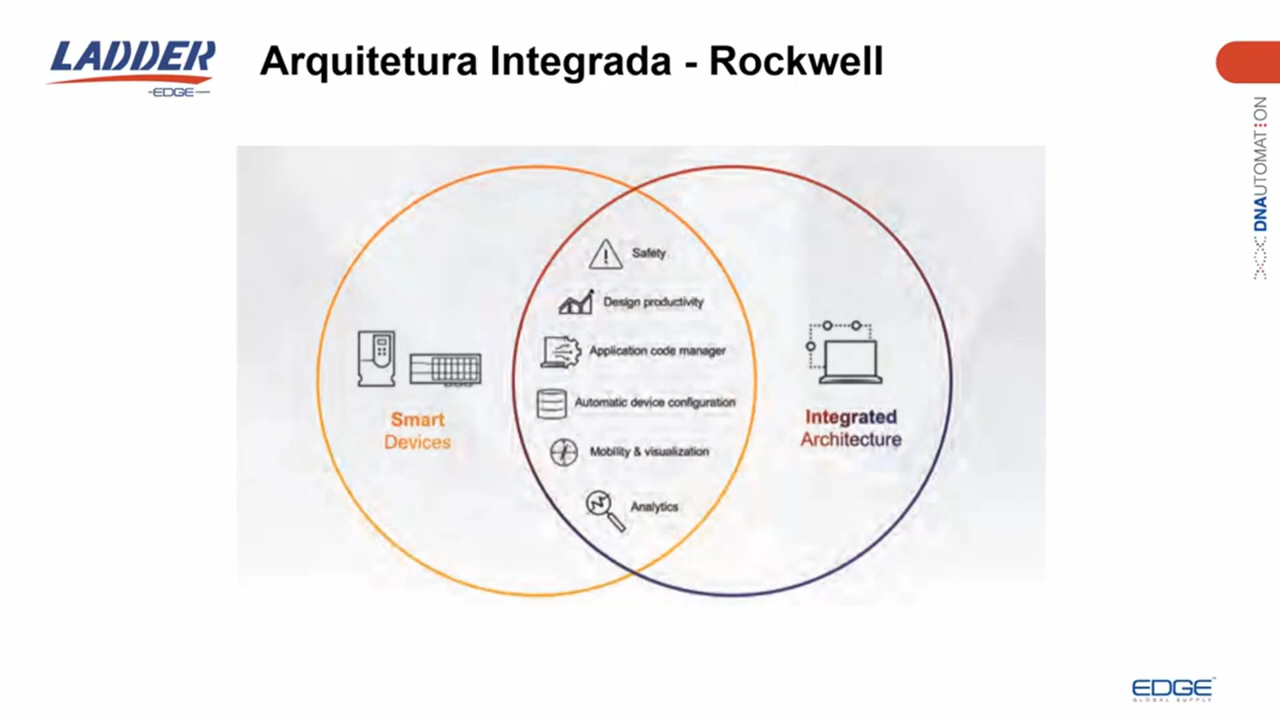 LADDER
EDGE
Arquitetura Integrada - Rockwell
DNAUTOMATION
Safety
Design productivity
Application code manager
Automatic device configuration
Mobility & visualization
Analytics
Smart
Devices
Integrated
Architecture
EDGE
GLOBAL SUPPLY